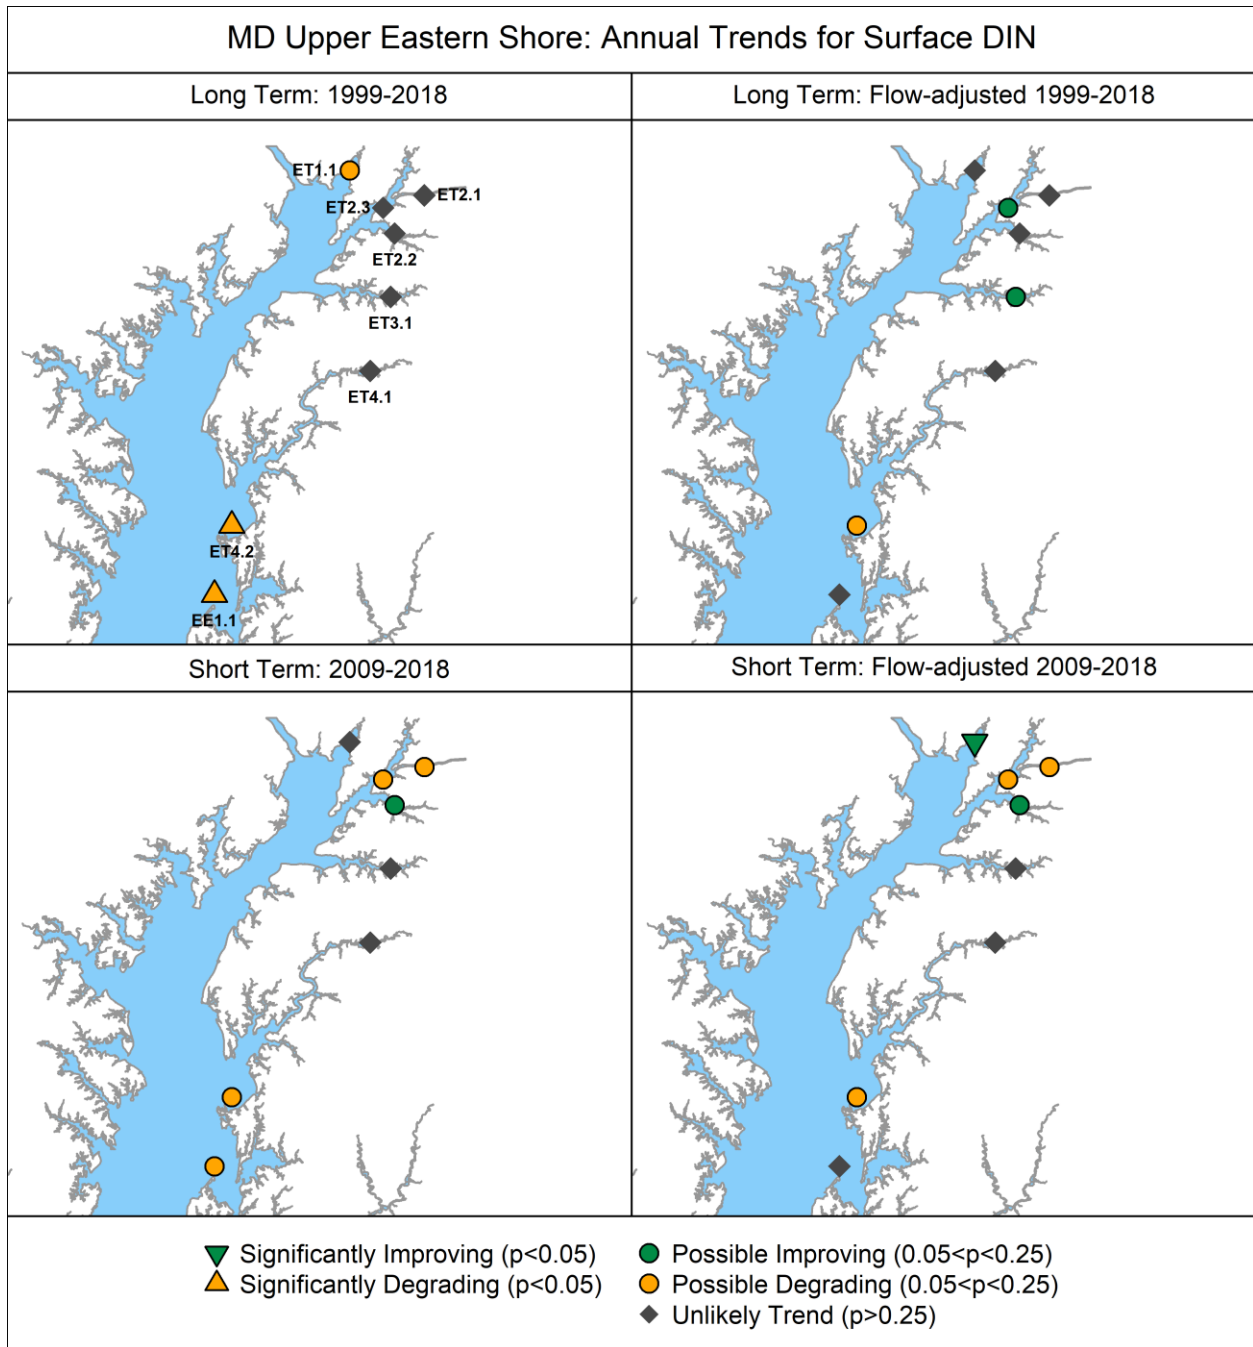 MD Upper Eastern Shore: Annual Trends for Surface DIN
Long Term: 1999-2018
Long Term: Flow-adjusted 1999-2018
ET1.1
ET2.1
ET2.3
ET2.2
ET3.1
ET4.1
ET4.2
EE1.1
Short Term: 2009-2018
Short Term: Flow-adjusted 2009-2018
Significantly Improving (p<0.05)
Significantly Degrading (p<0.05)
Possible Improving (0.05<p<0.25)
Possible Degrading (0.05<p<0.25)
Unlikely Trend (p>0.25)